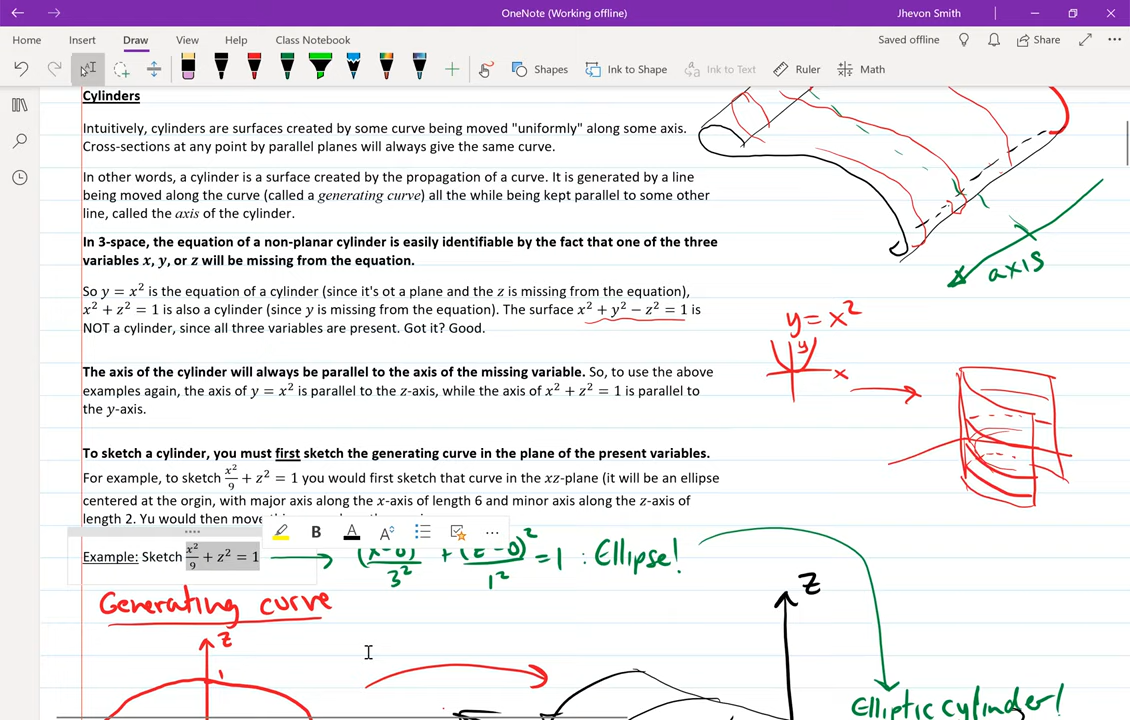 OneNote (Working offline)
Jhevon Smith
Home Insert Draw View Help Class Notebook
Saved offline
Share
Shapes
Ink to Shape
Ink to Text
Ruler
Math
Cylinders
Intuitively, cylinders are surfaces created by some curve being moved "uniformly" along some axis.
Cross-sections at any point by parallel planes will always give the same curve.
In other words, a cylinder is a surface created by the propagation of a curve. It is generated by a line
being moved along the curve (called a generating curve) all the while being kept parallel to some other
line, called the axis of the cylinder.
axis
In 3-space, the equation of a non-planar cylinder is easily identifiable by the fact that one of the three
variables x, y, or z will be missing from the equation.
So y = x² is the equation of a cylinder (since it's ot a plane and the z is missing from the equation),
x² + z² = 1 is also a cylinder (since y is missing from the equation). The surface x² + y² − z² = 1 is
NOT a cylinder, since all three variables are present. Got it? Good.
y = x²
y
x
The axis of the cylinder will always be parallel to the axis of the missing variable. So, to use the above
examples again, the axis of y = x² is parallel to the z-axis, while the axis of x² + z² = 1 is parallel to
the y-axis.
To sketch a cylinder, you must first sketch the generating curve in the plane of the present variables.
For example, to sketch x²/9 + z² = 1 you would first sketch that curve in the xz-plane (it will be an ellipse
centered at the orgin, with major axis along the x-axis of length 6 and minor axis along the z-axis of
length 2. Yu would then move
B A A
Example: Sketch x²/9 + z² = 1
(x-0)/3² + (z-0)²/1² = 1 : Ellipse!
Generating curve
z
1
z
Elliptic cylinder!